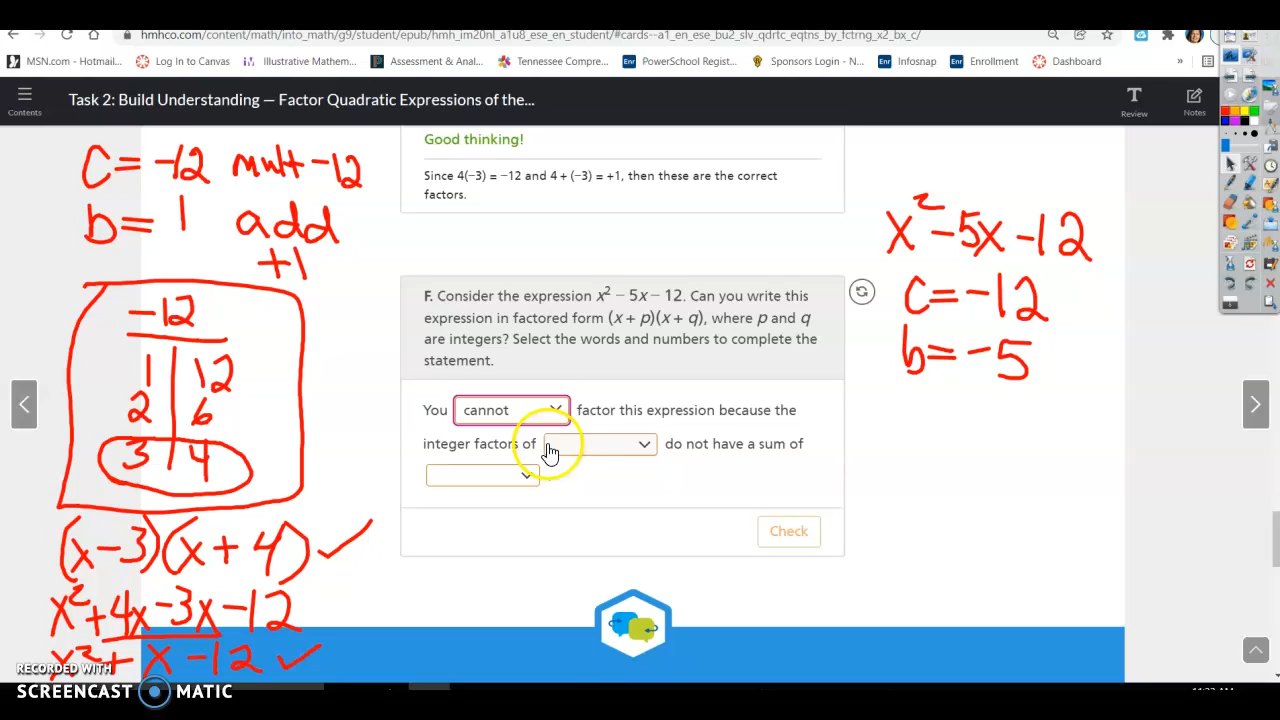 hmhco.com/content/math/into_math/g9/student/epub/hmh_im20nl_a1u8_ese_en_student/#cards--a1_en_ese_bu2_slv_qdrtc_eqtns_by_fctrng_x2_bx_c/
MSN.com - Hotmail... Log In to Canvas Illustrative Mathem... Assessment & Anal... Tennessee Compre... PowerSchool Regist... Sponsors Login - N... Infosnap Enrollment Dashboard »
Contents
Task 2: Build Understanding — Factor Quadratic Expressions of the...
Review
Notes
Good thinking!
Since 4(−3) = −12 and 4 + (−3) = +1, then these are the correct
factors.
C = -12 mult -12
b = 1 add
+1
-12
1 | 12
2 | 6
3 | 4
(x-3)(x+4) ✓
x²+4x-3x-12
x²+ x -12 ✓
F. Consider the expression x² − 5x − 12. Can you write this
expression in factored form (x + p)(x + q), where p and q
are integers? Select the words and numbers to complete the
statement.
You cannot factor this expression because the
integer factors of do not have a sum of
Check
x²-5x-12
c=-12
b=-5
RECORDED WITH
SCREENCAST MATIC